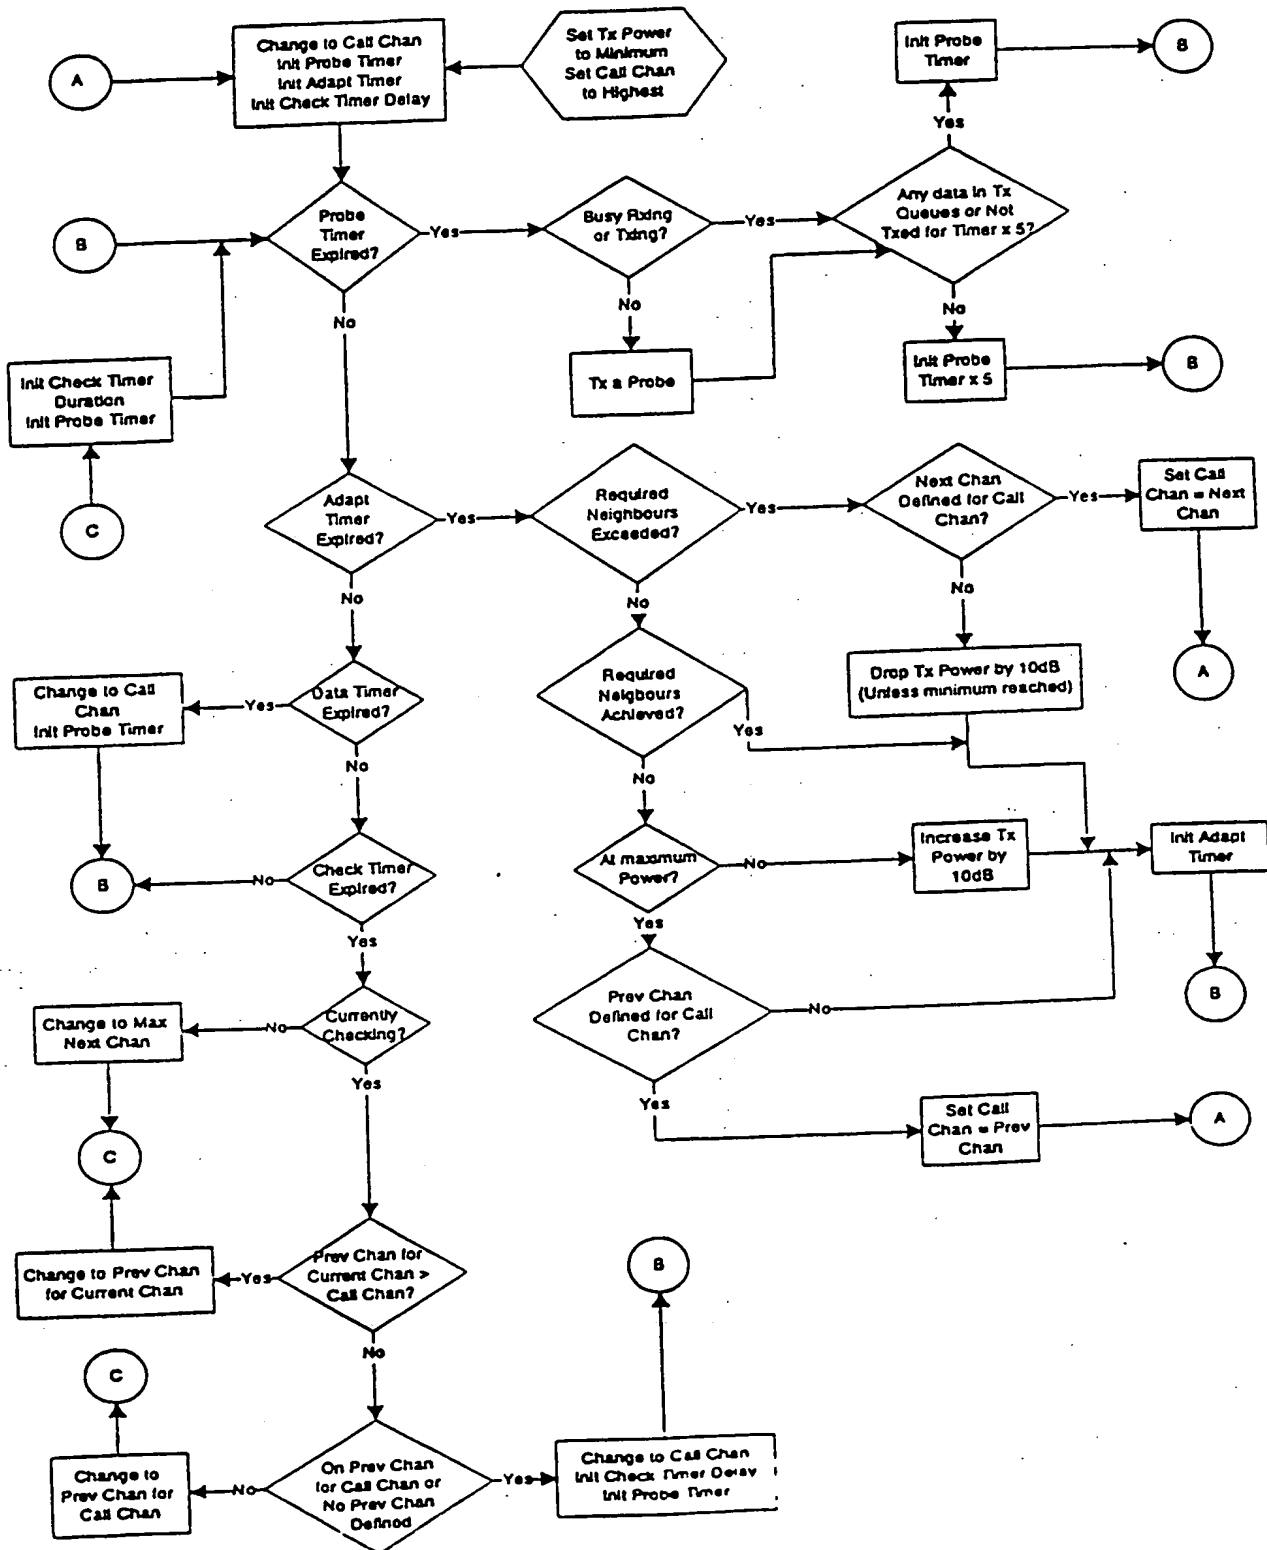 Change to Call Chan
Init Probe Timer
Init Adapt Timer
Init Check Timer Delay
Set Tx Power
to Minimum
Set Call Chan
to Highest
Init Probe
Timer
B
A
Yes
Probe
Timer
Expired?
Yes
Busy Rxing
or Txing?
Yes
Any data in Tx
Queues or Not
Txed for Timer x 5?
B
No
No
No
Init Check Timer
Duration
Init Probe Timer
Tx a Probe
Init Probe
Timer x 5
B
C
Adapt
Timer
Expired?
Yes
Required
Neighbours
Exceeded?
Yes
Next Chan
Defined for Call
Chan?
Yes
Set Call
Chan = Next
Chan
No
No
No
A
Change to Call
Chan
Init Probe Timer
Yes
Data Timer
Expired?
Required
Neighbours
Achieved?
Yes
Drop Tx Power by 10dB
(Unless minimum reached)
No
No
B
No
Check Timer
Expired?
At maximum
Power?
No
Increase Tx
Power by
10dB
Init Adapt
Timer
Yes
Yes
B
Change to Max
Next Chan
No
Currently
Checking?
Prev Chan
Defined for Call
Chan?
No
Yes
Yes
Set Call
Chan = Prev
Chan
A
C
Change to Prev Chan
for Current Chan
Yes
Prev Chan for
Current Chan >
Call Chan?
B
No
C
Change to
Prev Chan for
Call Chan
No
On Prev Chan
for Call Chan or
No Prev Chan
Defined
Yes
Change to Call Chan
Init Check Timer Delay
Init Probe Timer